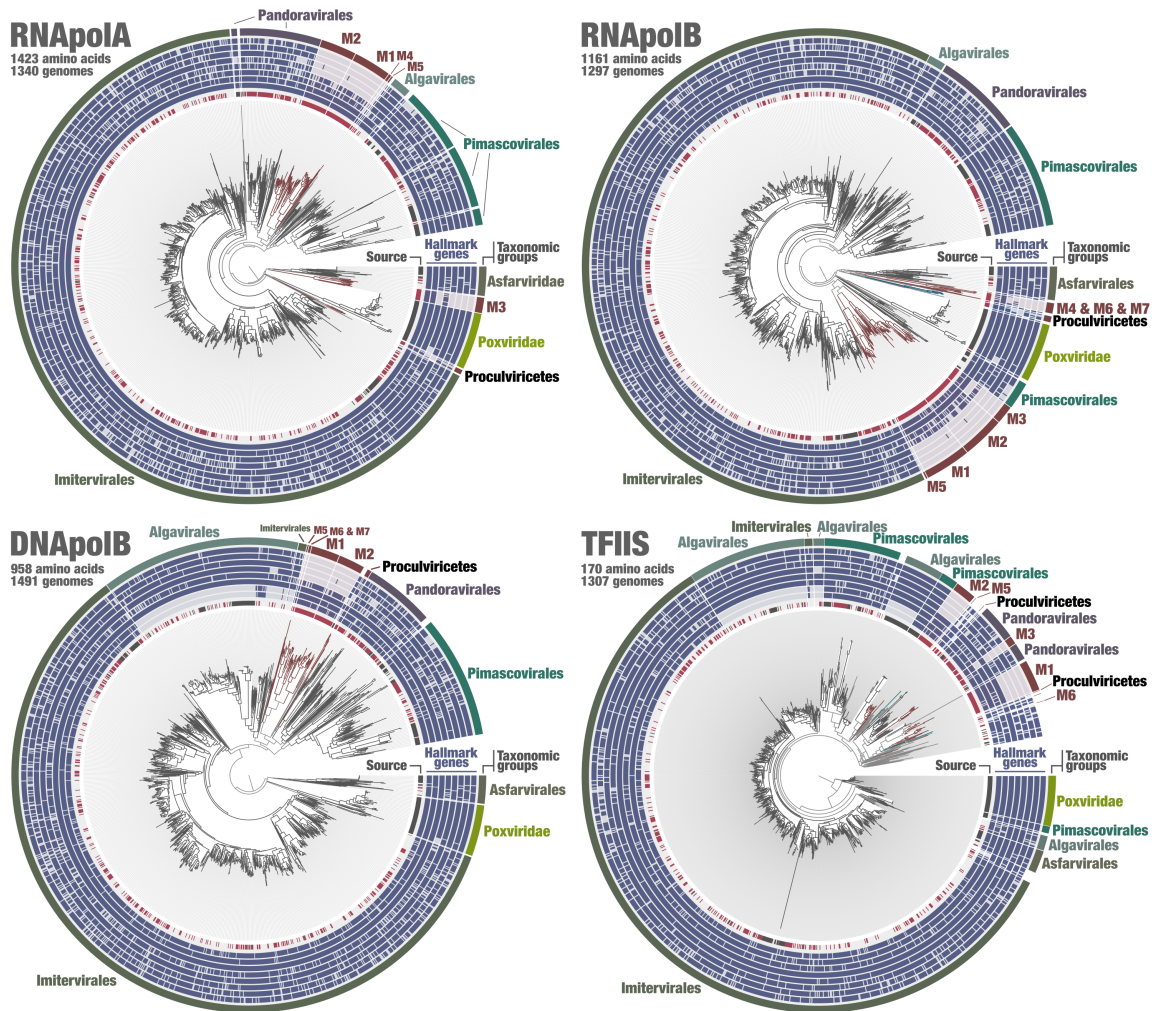 RNApolA
1423 amino acids
1340 genomes
Pandoravirales
M2
M1 M4
M5
Algavirales
Pimascovirales
Source
Hallmark
genes
Taxonomic
groups
Asfarviridae
M3
Poxviridae
Proculviricetes
Imitervirales
RNApolB
1161 amino acids
1297 genomes
Algavirales
Pandoravirales
Pimascovirales
Source
Hallmark
genes
Taxonomic
groups
Asfarvirales
M4 & M6 & M7
Proculviricetes
Poxviridae
Pimascovirales
M3
M2
M1
M5
Imitervirales
DNApolB
958 amino acids
1491 genomes
Algavirales
Imitervirales
M5 M6 & M7
M1
M2
Proculviricetes
Pandoravirales
Pimascovirales
Source
Hallmark
genes
Taxonomic
groups
Asfarvirales
Poxviridae
Imitervirales
TFIIS
170 amino acids
1307 genomes
Algavirales
Imitervirales
Algavirales
Pimascovirales
Algavirales
Pimascovirales
M2 M5
Proculviricetes
Pandoravirales
M3
Pandoravirales
M1
Proculviricetes
M6
Source
Hallmark
genes
Taxonomic
groups
Poxviridae
Pimascovirales
Algavirales
Asfarvirales
Imitervirales